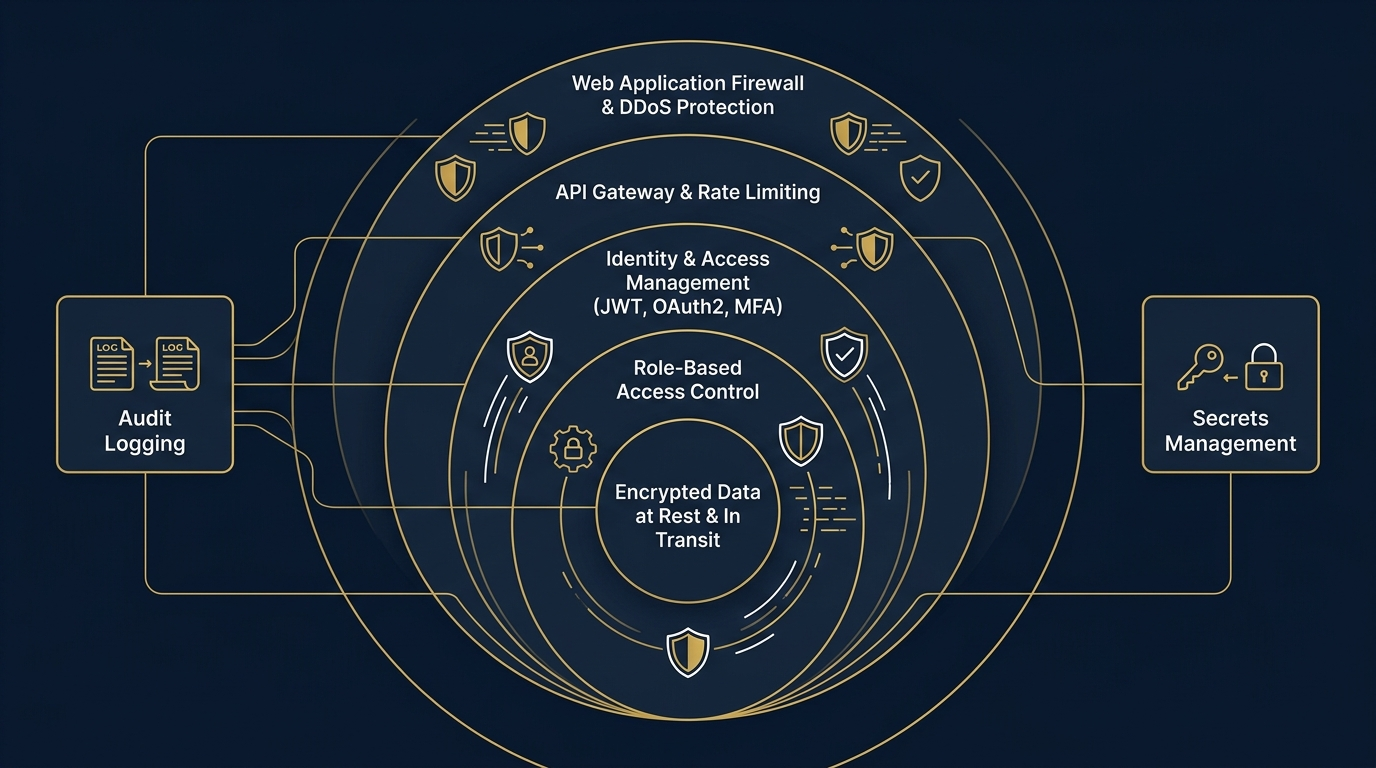 Web Application Firewall
& DDoS Protection
API Gateway & Rate Limiting
Identity & Access
Management
(JWT, OAuth2, MFA)
Role-Based
Access Control
Encrypted Data
at Rest & In
Transit
LOG
LOG
Audit
Logging
Secrets
Management